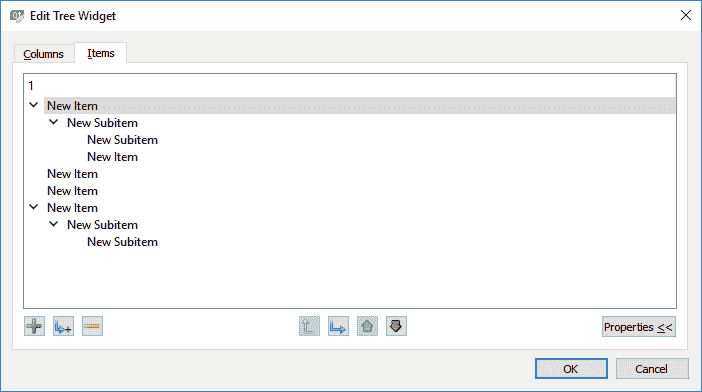 Edit Tree Widget
Columns Items
1
New Item
New Subitem
New Subitem
New Item
New Item
New Item
New Item
New Subitem
New Subitem
Properties <<
OK Cancel